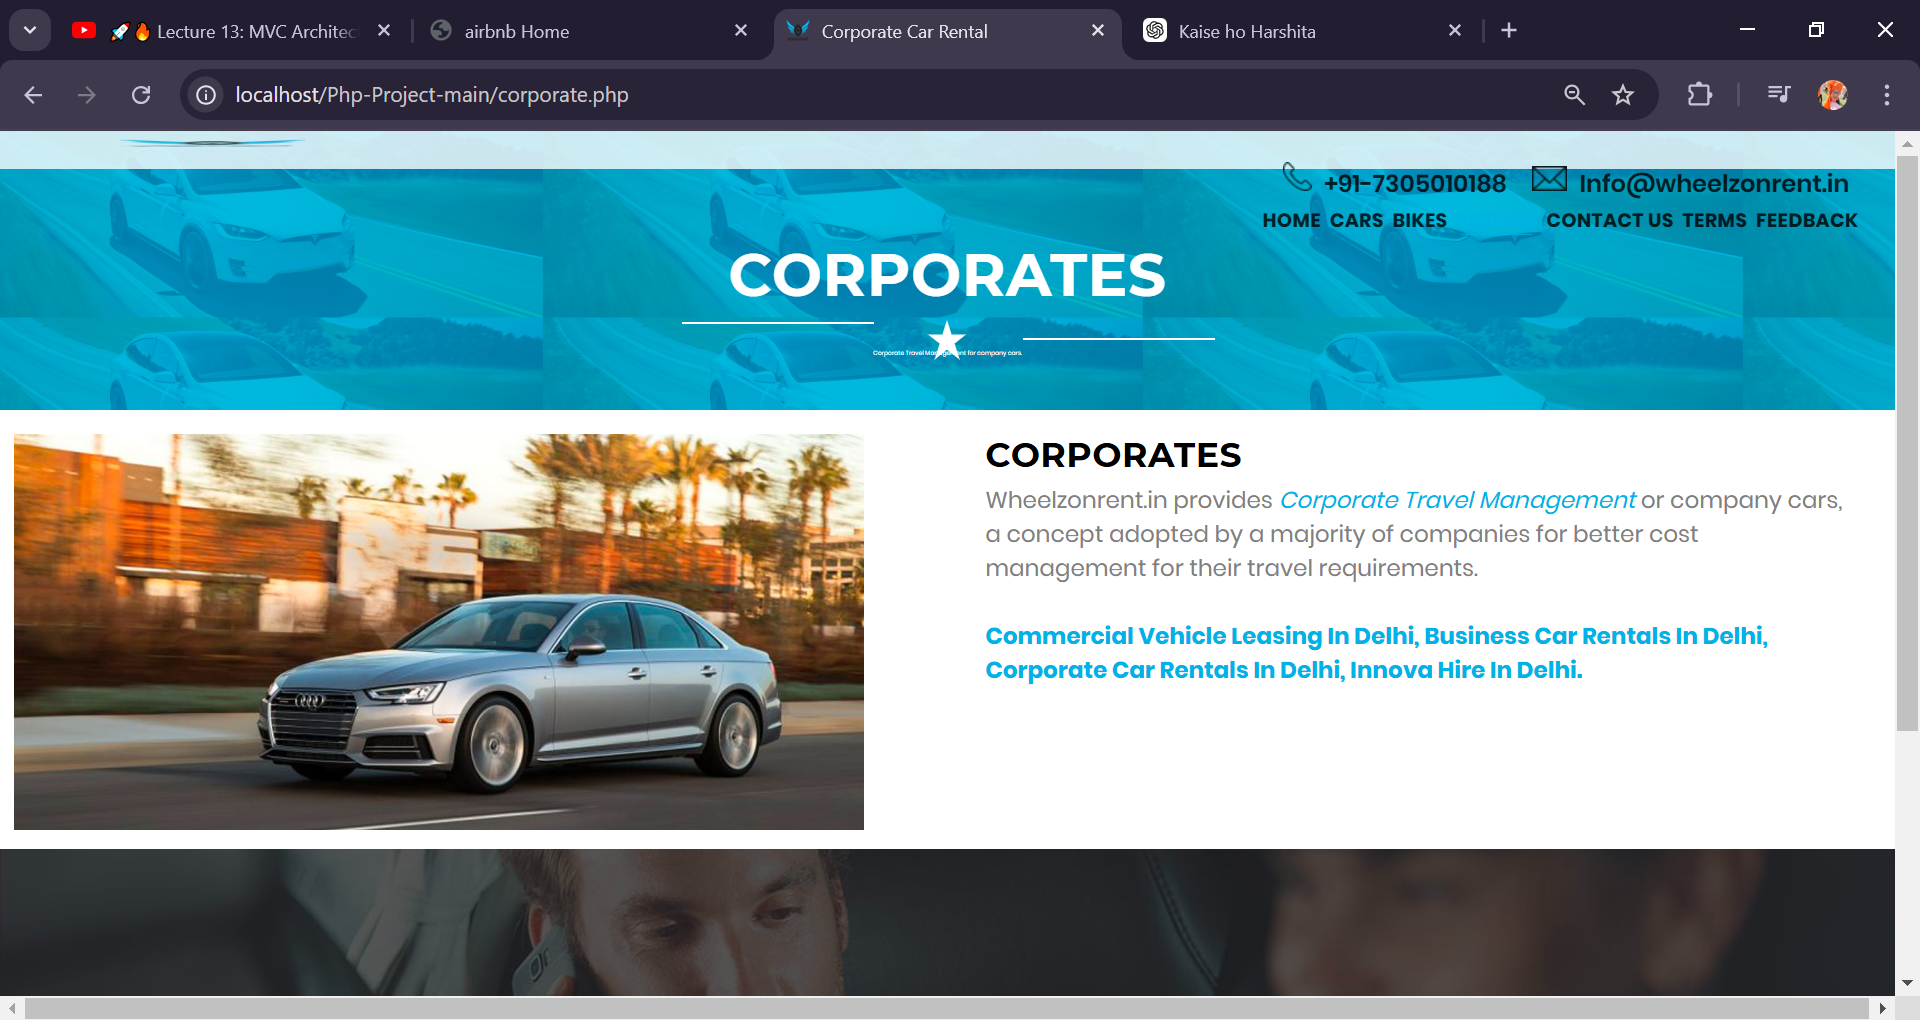 🚀🔥 Lecture 13: MVC Architec
airbnb Home
Corporate Car Rental
Kaise ho Harshita
localhost/Php-Project-main/corporate.php
+91-7305010188 Info@wheelzonrent.in
HOME CARS BIKES CONTACT US TERMS FEEDBACK
CORPORATES
Corporate Travel Management for company cars.
CORPORATES
Wheelzonrent.in provides Corporate Travel Management or company cars,
a concept adopted by a majority of companies for better cost
management for their travel requirements.
Commercial Vehicle Leasing In Delhi, Business Car Rentals In Delhi,
Corporate Car Rentals In Delhi, Innova Hire In Delhi.